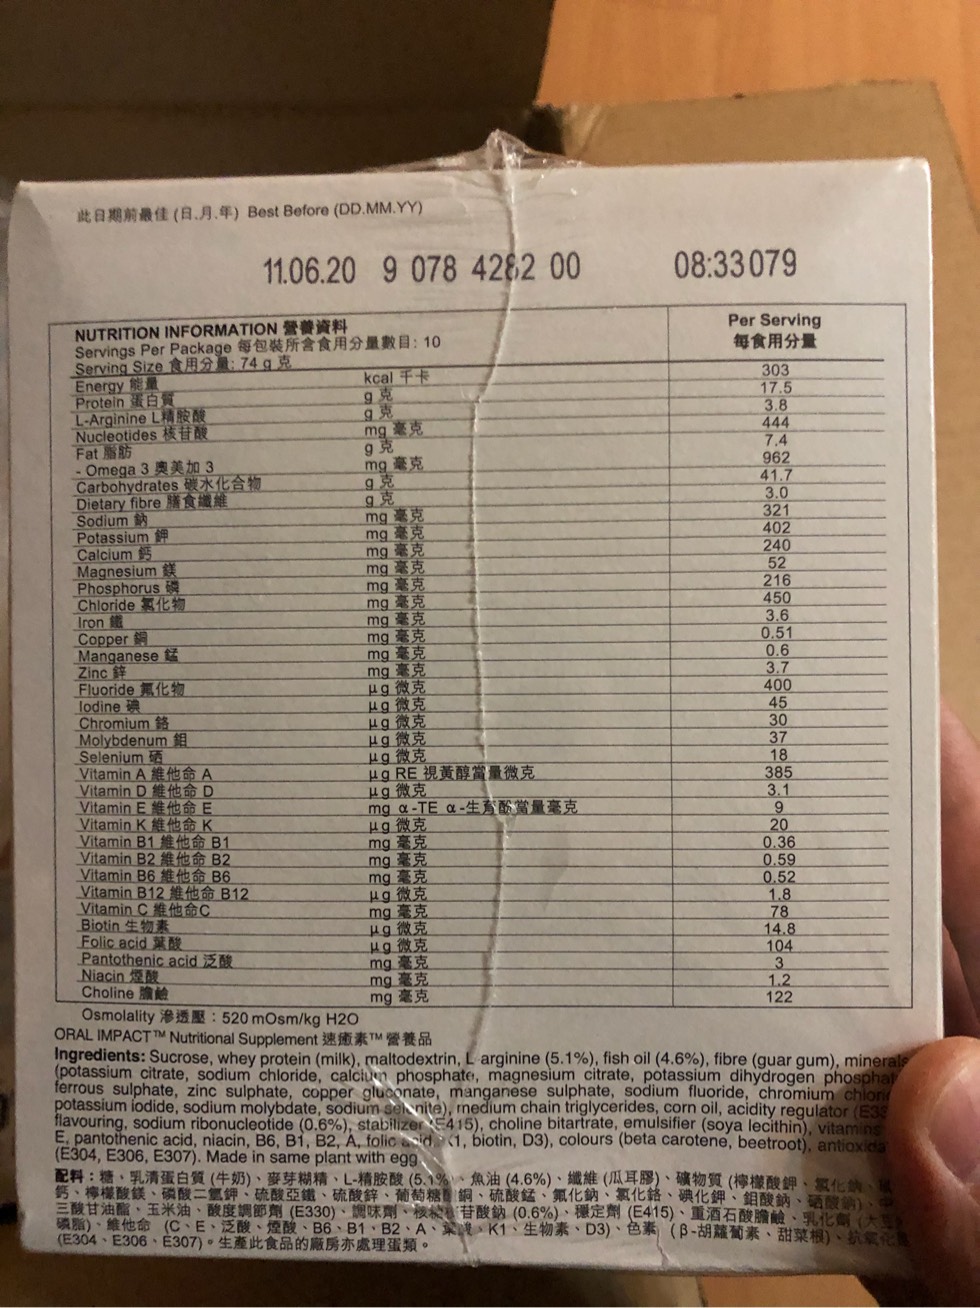 此日期前最佳 (日.月.年) Best Before (DD.MM.YY)
11.06.20 9 078 4282 00 08:33 079
NUTRITION INFORMATION 營養資料 Per Serving
Servings Per Package 每包裝所含食用分量數目: 10 每食用分量
Serving Size 食用分量: 74 g 克
Energy 能量 kcal 千卡 303
Protein 蛋白質 g 克 17.5
L-Arginine L精胺酸 g 克 3.8
Nucleotides 核苷酸 mg 毫克 444
Fat 脂肪 g 克 7.4
- Omega 3 奧美加 3 mg 毫克 962
Carbohydrates 碳水化合物 g 克 41.7
Dietary fibre 膳食纖維 g 克 3.0
Sodium 鈉 mg 毫克 321
Potassium 鉀 mg 毫克 402
Calcium 鈣 mg 毫克 240
Magnesium 鎂 mg 毫克 52
Phosphorus 磷 mg 毫克 216
Chloride 氯化物 mg 毫克 450
Iron 鐵 mg 毫克 3.6
Copper 銅 mg 毫克 0.51
Manganese 錳 mg 毫克 0.6
Zinc 鋅 mg 毫克 3.7
Fluoride 氟化物 µg 微克 400
Iodine 碘 µg 微克 45
Chromium 鉻 µg 微克 30
Molybdenum 鉬 µg 微克 37
Selenium 硒 µg 微克 18
Vitamin A 維他命 A µg RE 視黃醇當量微克 385
Vitamin D 維他命 D µg 微克 3.1
Vitamin E 維他命 E mg α-TE α-生育酚當量毫克 9
Vitamin K 維他命 K µg 微克 20
Vitamin B1 維他命 B1 mg 毫克 0.36
Vitamin B2 維他命 B2 mg 毫克 0.59
Vitamin B6 維他命 B6 mg 毫克 0.52
Vitamin B12 維他命 B12 µg 微克 1.8
Vitamin C 維他命C mg 毫克 78
Biotin 生物素 µg 微克 14.8
Folic acid 葉酸 µg 微克 104
Pantothenic acid 泛酸 mg 毫克 3
Niacin 煙酸 mg 毫克 1.2
Choline 膽鹼 mg 毫克 122
Osmolality 滲透壓：520 mOsm/kg H2O
ORAL IMPACT™ Nutritional Supplement 速癒素™ 營養品
Ingredients: Sucrose, whey protein (milk), maltodextrin, L-arginine (5.1%), fish oil (4.6%), fibre (guar gum), minerals
(potassium citrate, sodium chloride, calcium phosphate, magnesium citrate, potassium dihydrogen
ferrous sulphate, zinc sulphate, copper gluconate, manganese sulphate, sodium fluoride, chromium
potassium iodide, sodium molybdate, sodium selenite), medium chain triglycerides, corn oil, acidity regulator
flavouring, sodium ribonucleotide (0.6%), stabilizer (E415), choline bitartrate, emulsifier (soya lecithin), vitamins
E, pantothenic acid, niacin, B6, B1, B2, A, folic acid, K1, biotin, D3), colours (beta carotene, beetroot),
(E304, E306, E307). Made in same plant with egg.
配料：糖、乳清蛋白質 (牛奶)、麥芽糊精、L-精胺酸 (5.1%)、魚油 (4.6%)、纖維 (瓜耳膠)、礦物質 (檸檬酸鉀、氯化鈉、
鈣、檸檬酸鎂、磷酸二氫鉀、硫酸亞鐵、硫酸鋅、葡萄糖酸銅、硫酸錳、氟化鈉、氯化鉻、碘化鉀、鉬酸鈉、硒酸鈉)、中
三酸甘油酯、玉米油、酸度調節劑 (E330)、調味劑、核糖核苷酸鈉 (0.6%)、穩定劑 (E415)、重酒石酸膽鹼、乳化劑 (大豆
磷脂)、維他命 (C、E、泛酸、煙酸、B6、B1、B2、A、葉酸、K1、生物素、D3)、色素 (β-胡蘿蔔素、甜菜根)、抗氧化
(E304、E306、E307)。生產此食品的廠房亦處理蛋類。